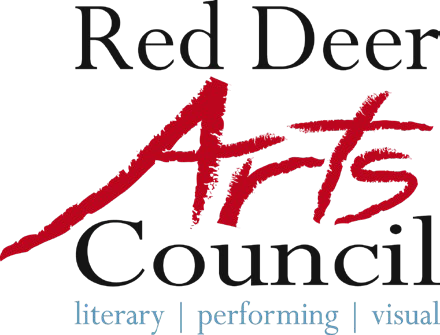 Red Deer
Arts
Council
literary | performing | visual